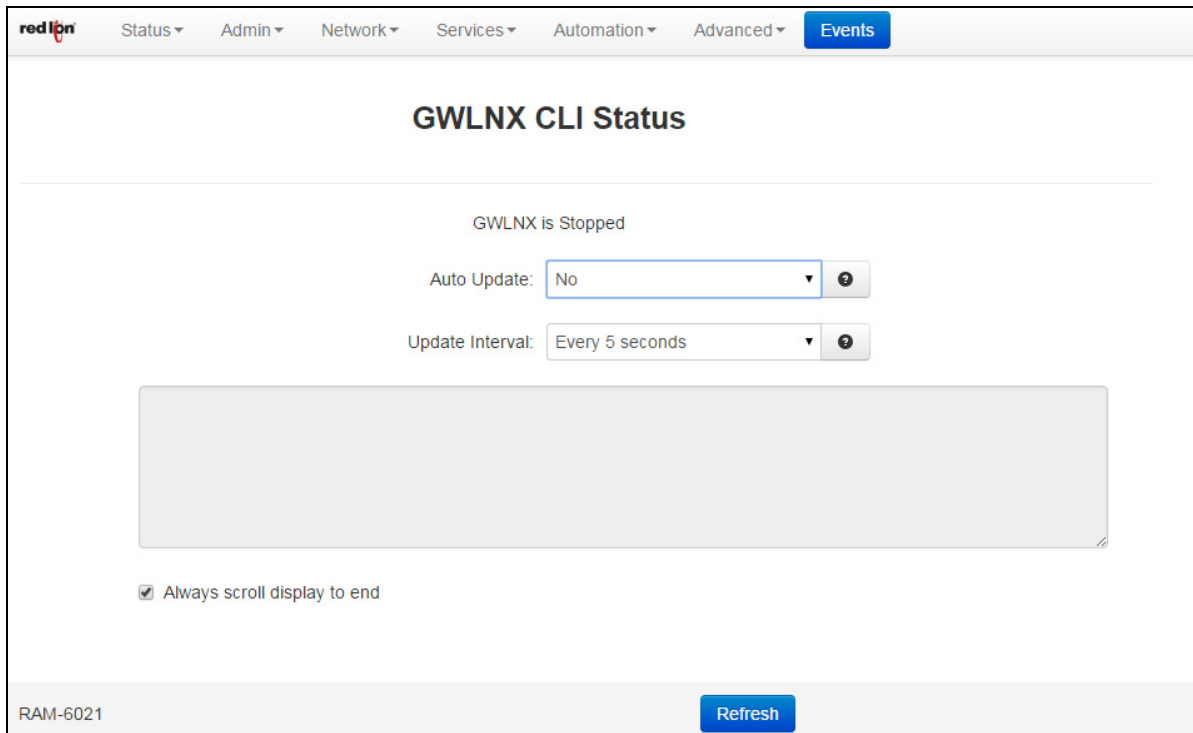 red lion Status Admin Network Services Automation Advanced Events
GWLNX CLI Status
GWLNX is Stopped
Auto Update: No
Update Interval: Every 5 seconds
Always scroll display to end
RAM-6021 Refresh